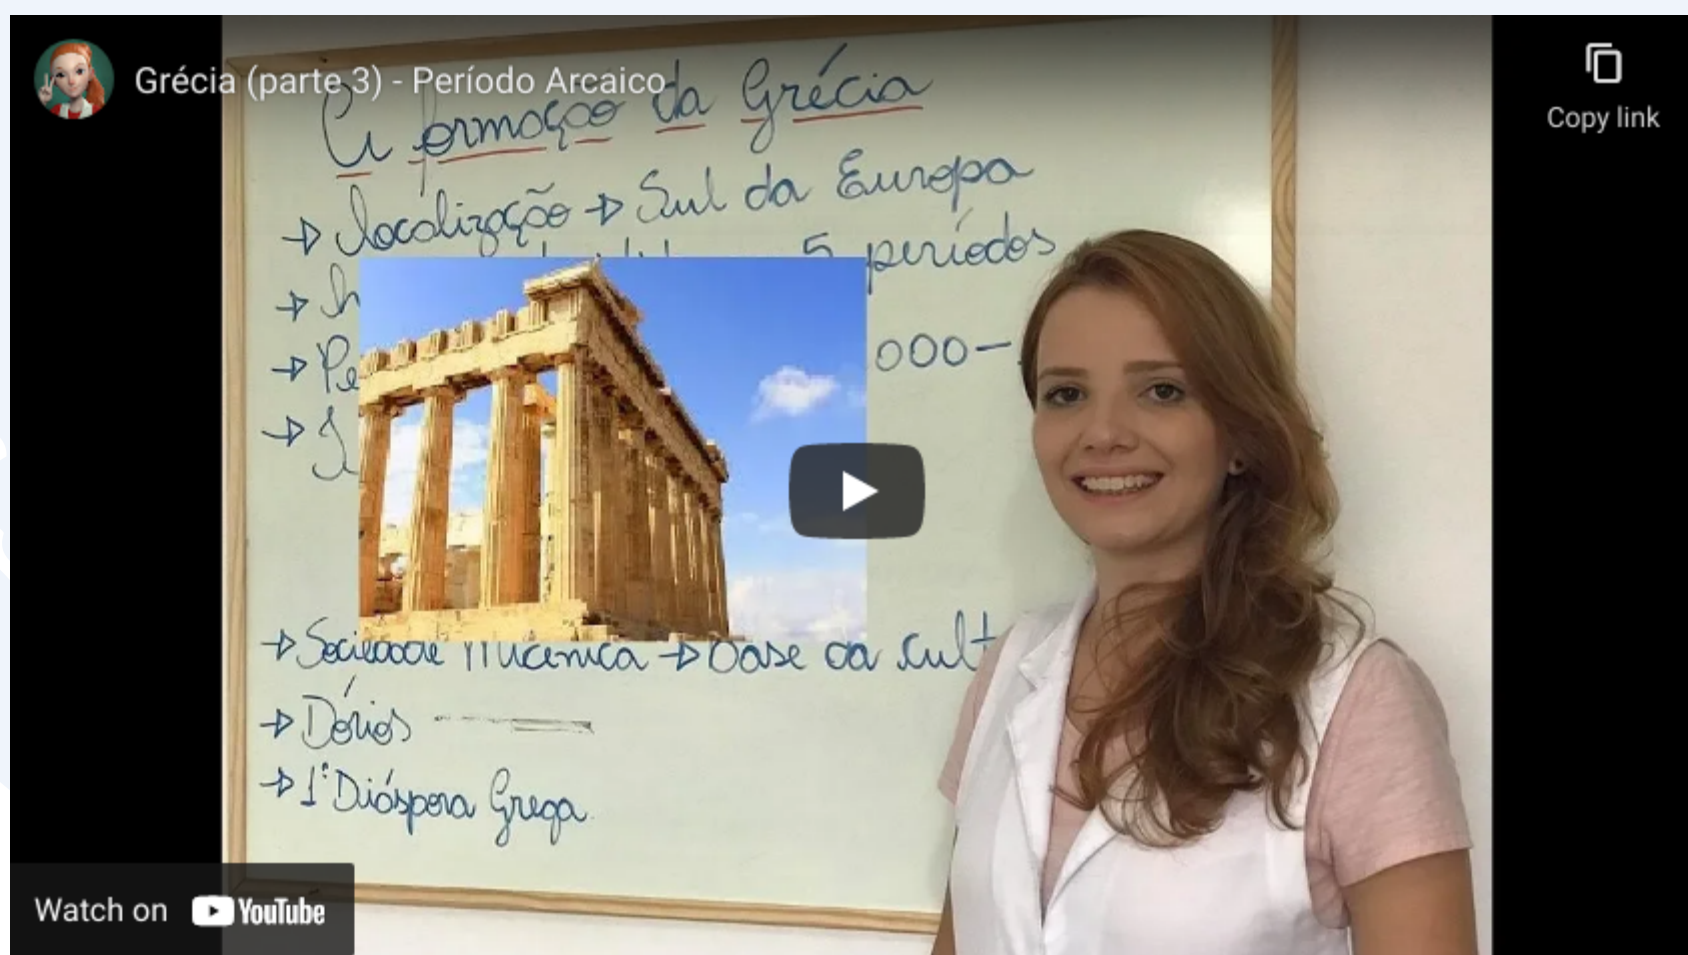 Grécia (parte 3) - Período Arcaico
Copy link
A formação da Grécia
→ localização → Sul da Europa
5 períodos
→ h
→ Pe
000-
→ I
→ Sociedade Micênica → base da cult
→ Dórios
→ 1ª Diáspora Grega
Watch on YouTube